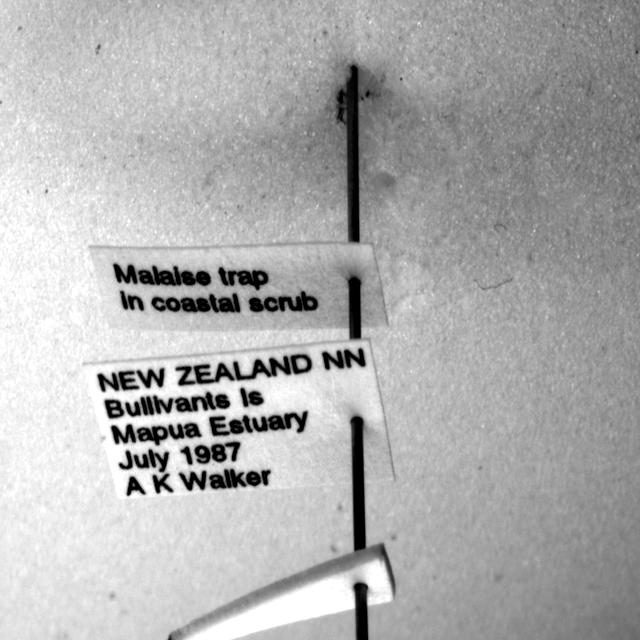 Malaise trap
In coastal scrub
NEW ZEALAND NN
Bullivants Is
Mapua Estuary
July 1987
A K Walker